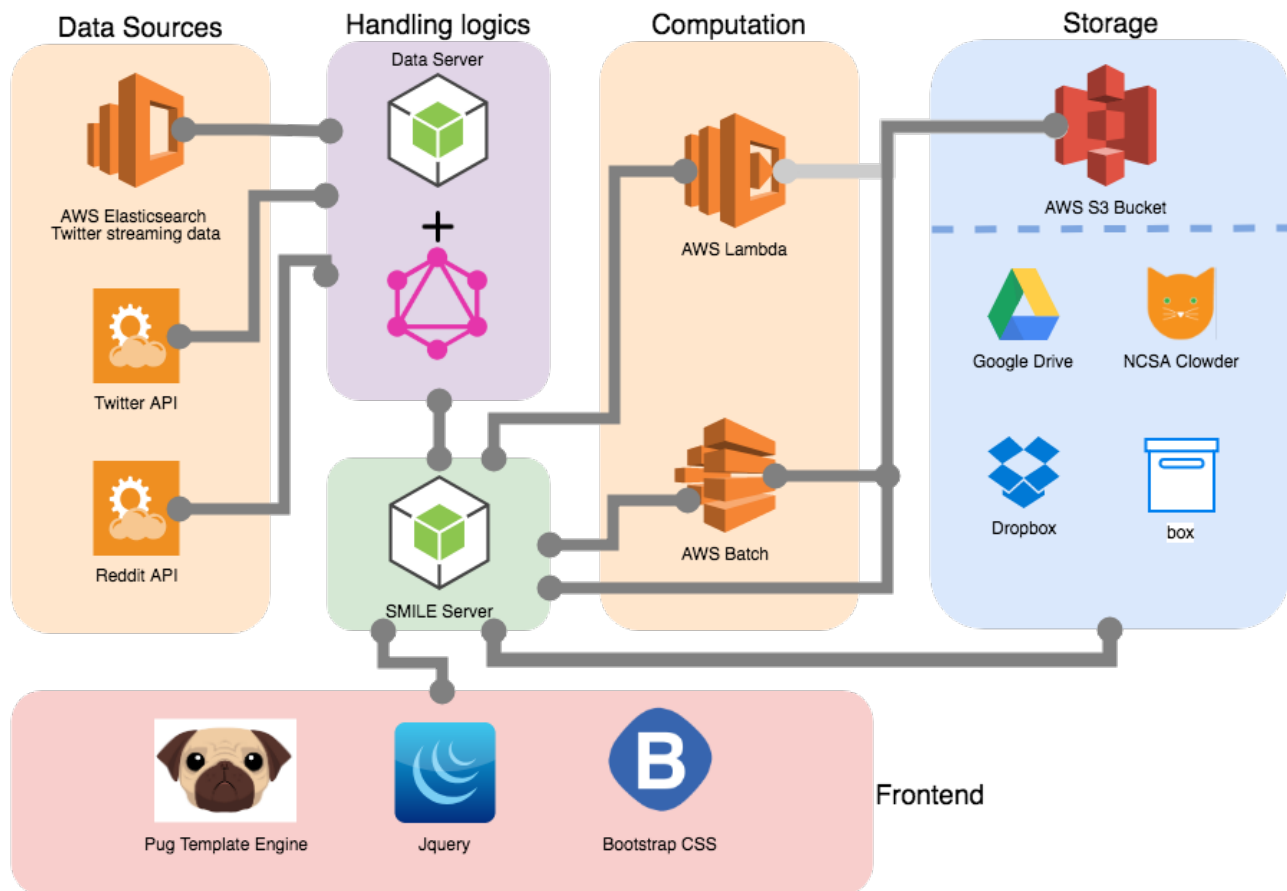 Data Sources
Handling logics
Computation
Storage
Data Server
AWS Elasticsearch
Twitter streaming data
Twitter API
Reddit API
+
SMILE Server
AWS Lambda
AWS Batch
AWS S3 Bucket
Google Drive
NCSA Clowder
Dropbox
box
Frontend
B
Pug Template Engine
Jquery
Bootstrap CSS